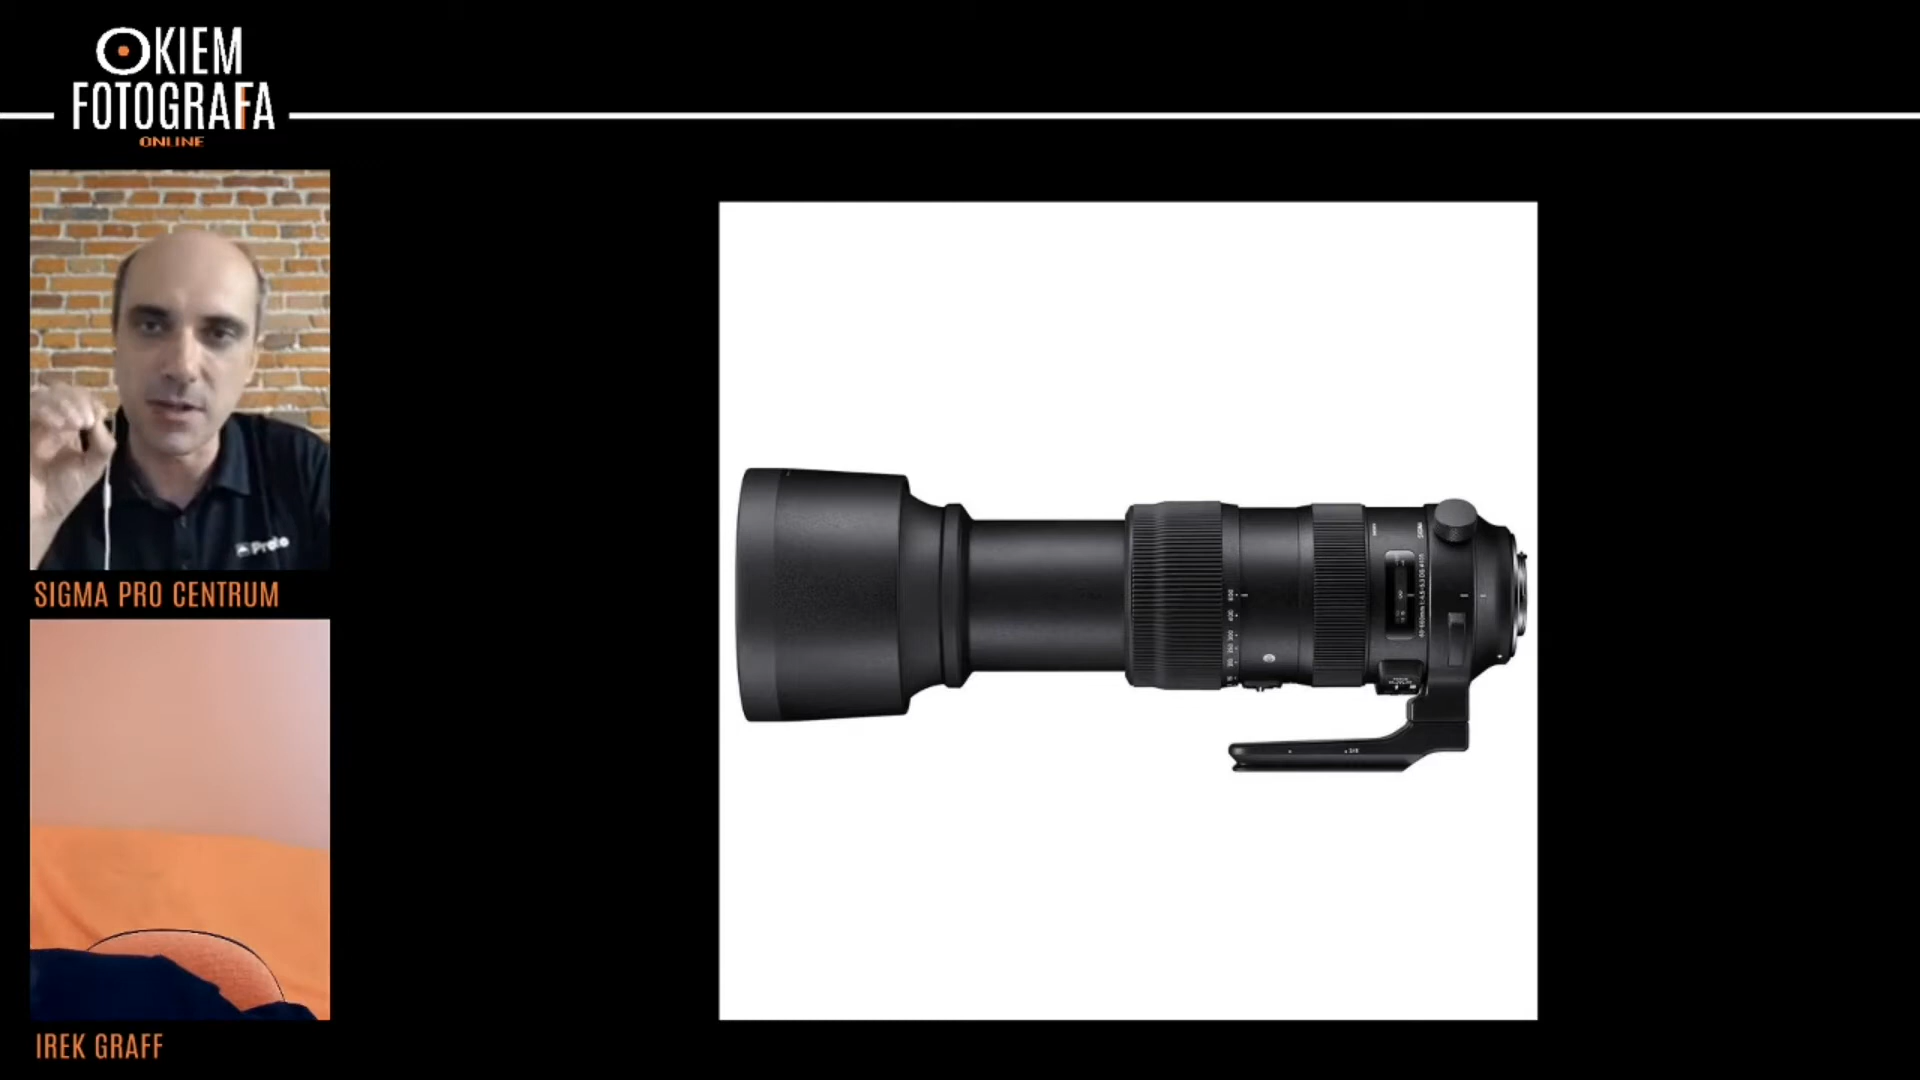 OKIEM
FOTOGRAFA
ONLINE
SIGMA PRO CENTRUM
IREK GRAFF